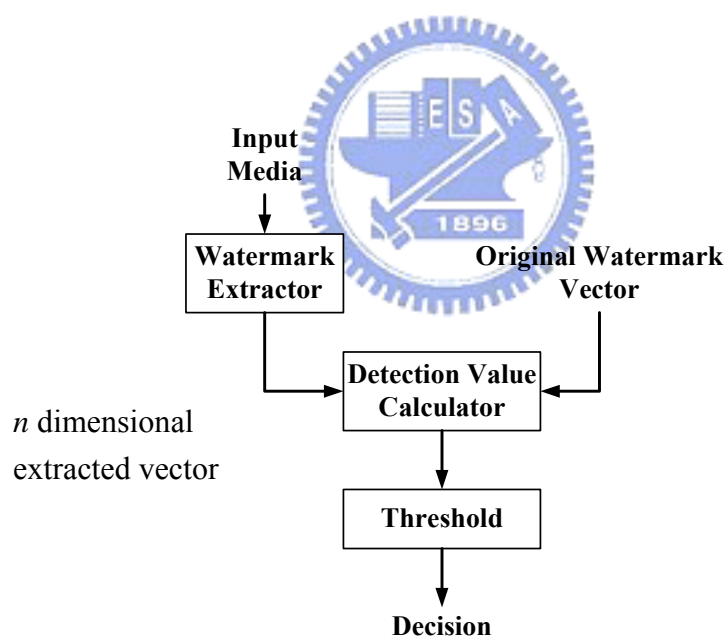 E S A
1896
Input
Media
Watermark
Extractor
Original Watermark
Vector
Detection Value
Calculator
n dimensional
extracted vector
Threshold
Decision